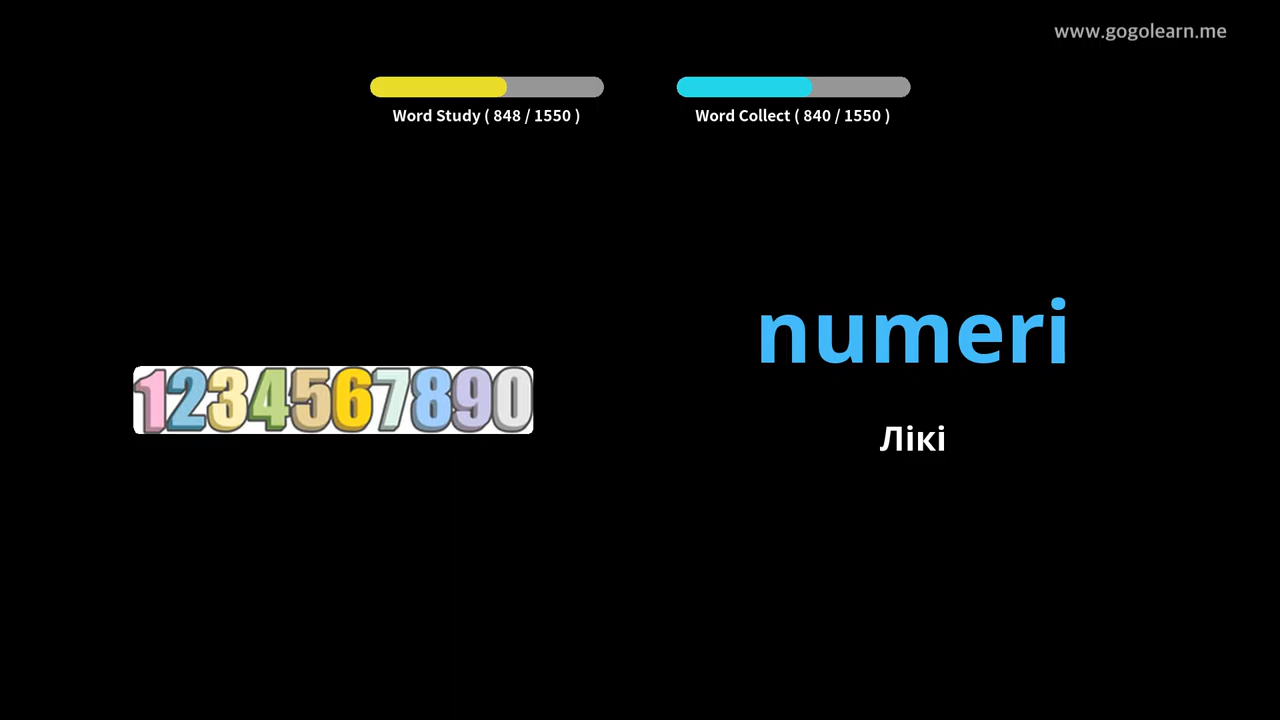 www.gogolearn.me
Word Study ( 848 / 1550 )
Word Collect ( 840 / 1550 )
numeri
1234567890
Лікі